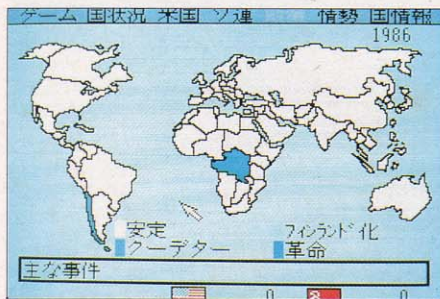 ゲーム 国状況 米国 ソ連 情勢 国情報
1986
安定 フィンランド化
クーデター 革命
主な事件
0 0